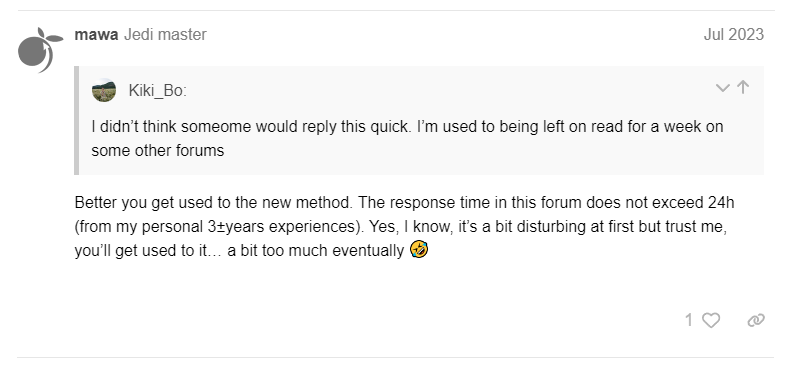 mawa Jedi master Jul 2023
Kiki_Bo:
I didn't think someome would reply this quick. I'm used to being left on read for a week on
some other forums
Better you get used to the new method. The response time in this forum does not exceed 24h
(from my personal 3±years experiences). Yes, I know, it's a bit disturbing at first but trust me,
you'll get used to it... a bit too much eventually 🤣
1